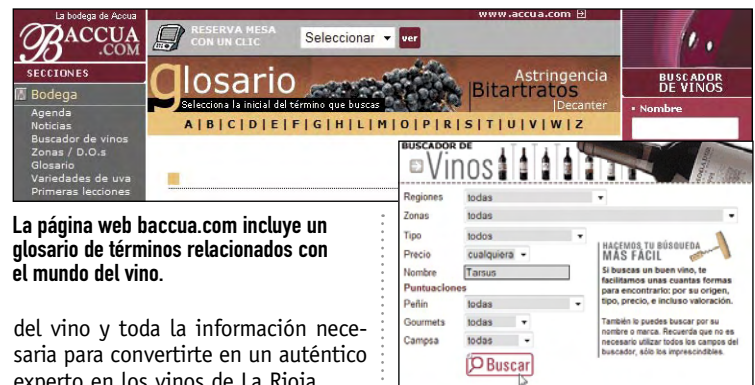 La bodega de Accua
BACCUA
.COM
SECCIONES
Bodega
Agenda
Noticias
Buscador de vinos
Zonas / D.O.s
Glosario
Variedades de uva
Primeras lecciones
RESERVA MESA
CON UN CLIC
Seleccionar
ver
www.accua.com
glosario
Selecciona la inicial del término que buscas
Astringencia
Bitartratos
|Decanter
A | B | C | D | E | F | G | H | L | M | O | P | R | S | T | U | V | W | Z
BUSCADOR
DE VINOS
• Nombre
La página web baccua.com incluye un
glosario de términos relacionados con
el mundo del vino.
del vino y toda la información nece-
saria para convertirte en un auténtico
experto en los vinos de La Rioja
BUSCADOR DE
Vinos
Regiones todas
Zonas todas
Tipo todos
Precio cualquiera
Nombre Tarsus
Puntuaciones
Peñín todas
Gourmets todas
Campsa todas
Buscar
HACEMOS TU BÚSQUEDA
MÁS FÁCIL
Si buscas un buen vino, te
facilitamos unas cuantas formas
para encontrarlo: por su origen,
tipo, precio, e incluso valoración.
También lo puedes buscar por su
nombre o marca. Recuerda que no es
necesario utilizar todos los campos del
buscador, sólo los imprescindibles.